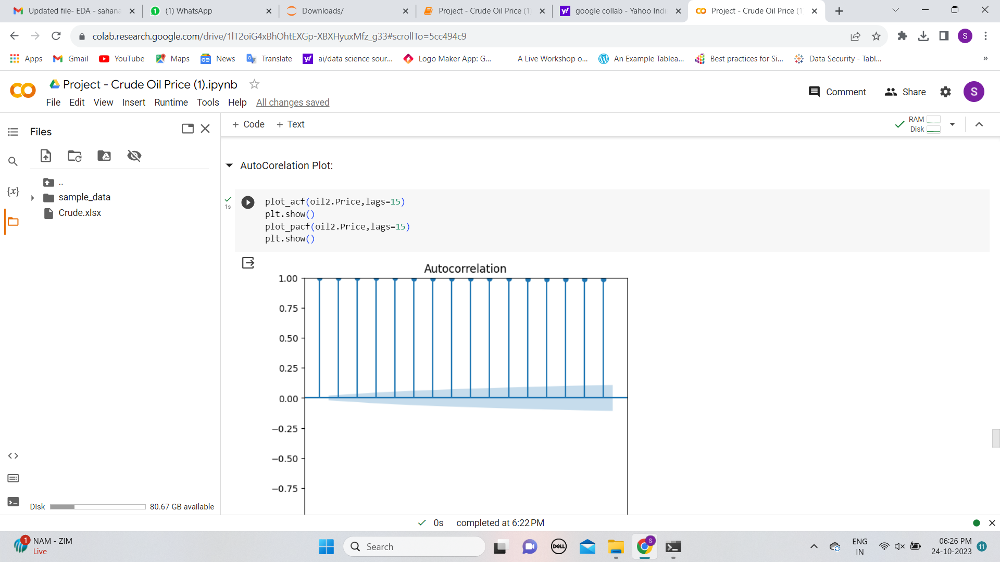 Updated file- EDA - sahana
(1) WhatsApp
Downloads/
Project - Crude Oil Price (1
google collab - Yahoo Indi
Project - Crude Oil Price (1
colab.research.google.com/drive/1lT2oiG4xBhOhtEXGp-XBXHyuxMfz_g33#scrollTo=5cc494c9
S
Apps
Gmail
YouTube
Maps
News
Translate
ai/data science sour...
Logo Maker App: G...
A Live Workshop o...
An Example Tablea...
Best practices for Si...
Data Security - Tabl...
»
Project - Crude Oil Price (1).ipynb
File Edit View Insert Runtime Tools Help All changes saved
Comment
Share
S
Files
+ Code + Text
RAM
Disk
..
{x}
sample_data
Crude.xlsx
AutoCorelation Plot:
1s
plot_acf(oil2.Price,lags=15)
plt.show()
plot_pacf(oil2.Price,lags=15)
plt.show()
Autocorrelation
1.00
0.75
0.50
0.25
0.00
−0.25
−0.50
−0.75
Disk
80.67 GB available
0s completed at 6:22 PM
1
NAM - ZIM
Live
Search
DELL
S
ENG
IN
06:26 PM
24-10-2023
11